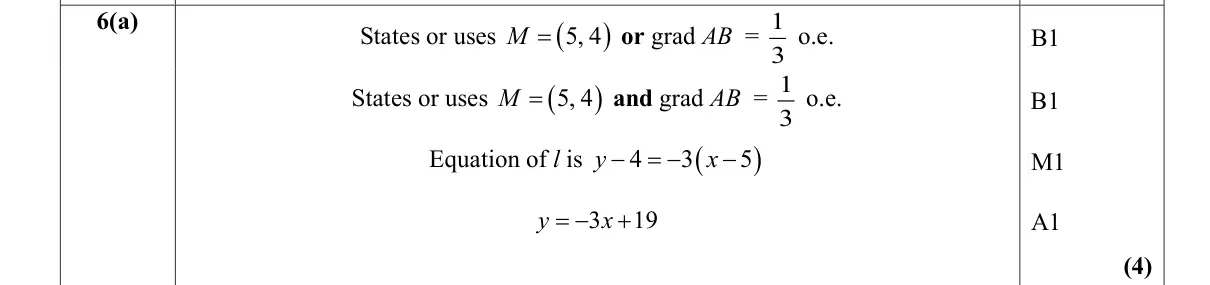 6(a)
States or uses M = (5, 4) or grad AB = 1/3 o.e. B1
States or uses M = (5, 4) and grad AB = 1/3 o.e. B1
Equation of l is y − 4 = −3(x − 5) M1
y = −3x + 19 A1
(4)